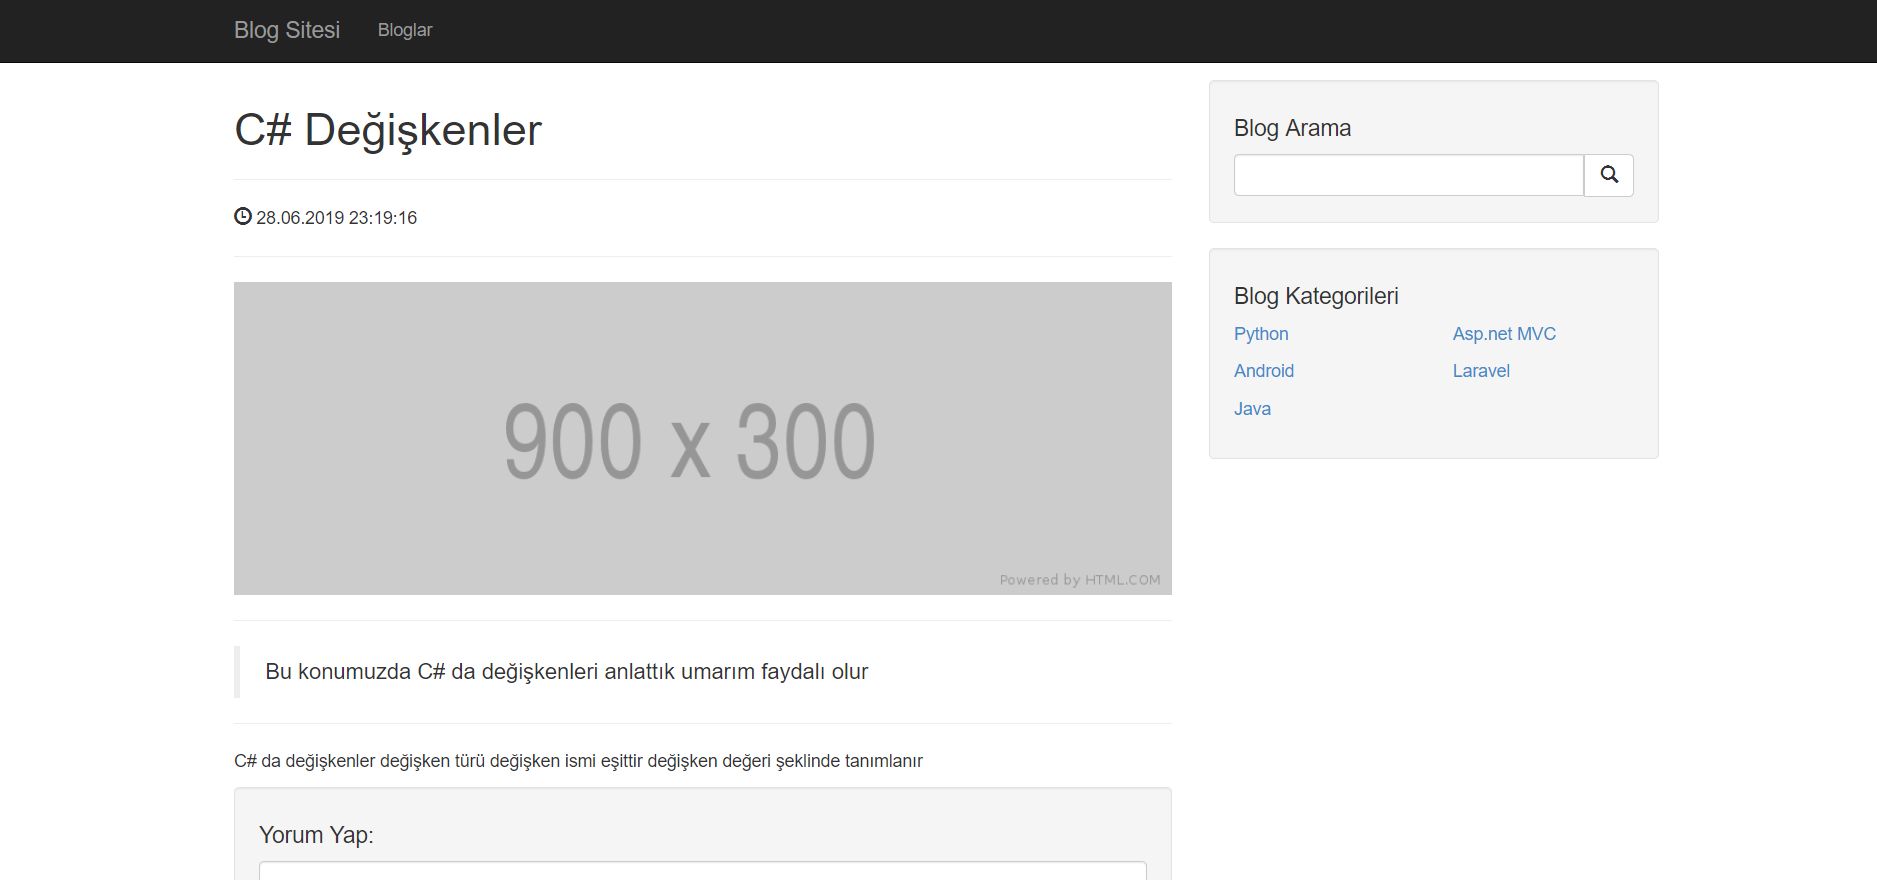 Blog Sitesi
Bloglar
C# Değişkenler
28.06.2019 23:19:16
900 x 300
Powered by HTML.COM
Bu konumuzda C# da değişkenleri anlattık umarım faydalı olur
C# da değişkenler değişken türü değişken ismi eşittir değişken değeri şeklinde tanımlanır
Yorum Yap:
Blog Arama
Blog Kategorileri
Python
Android
Java
Asp.net MVC
Laravel